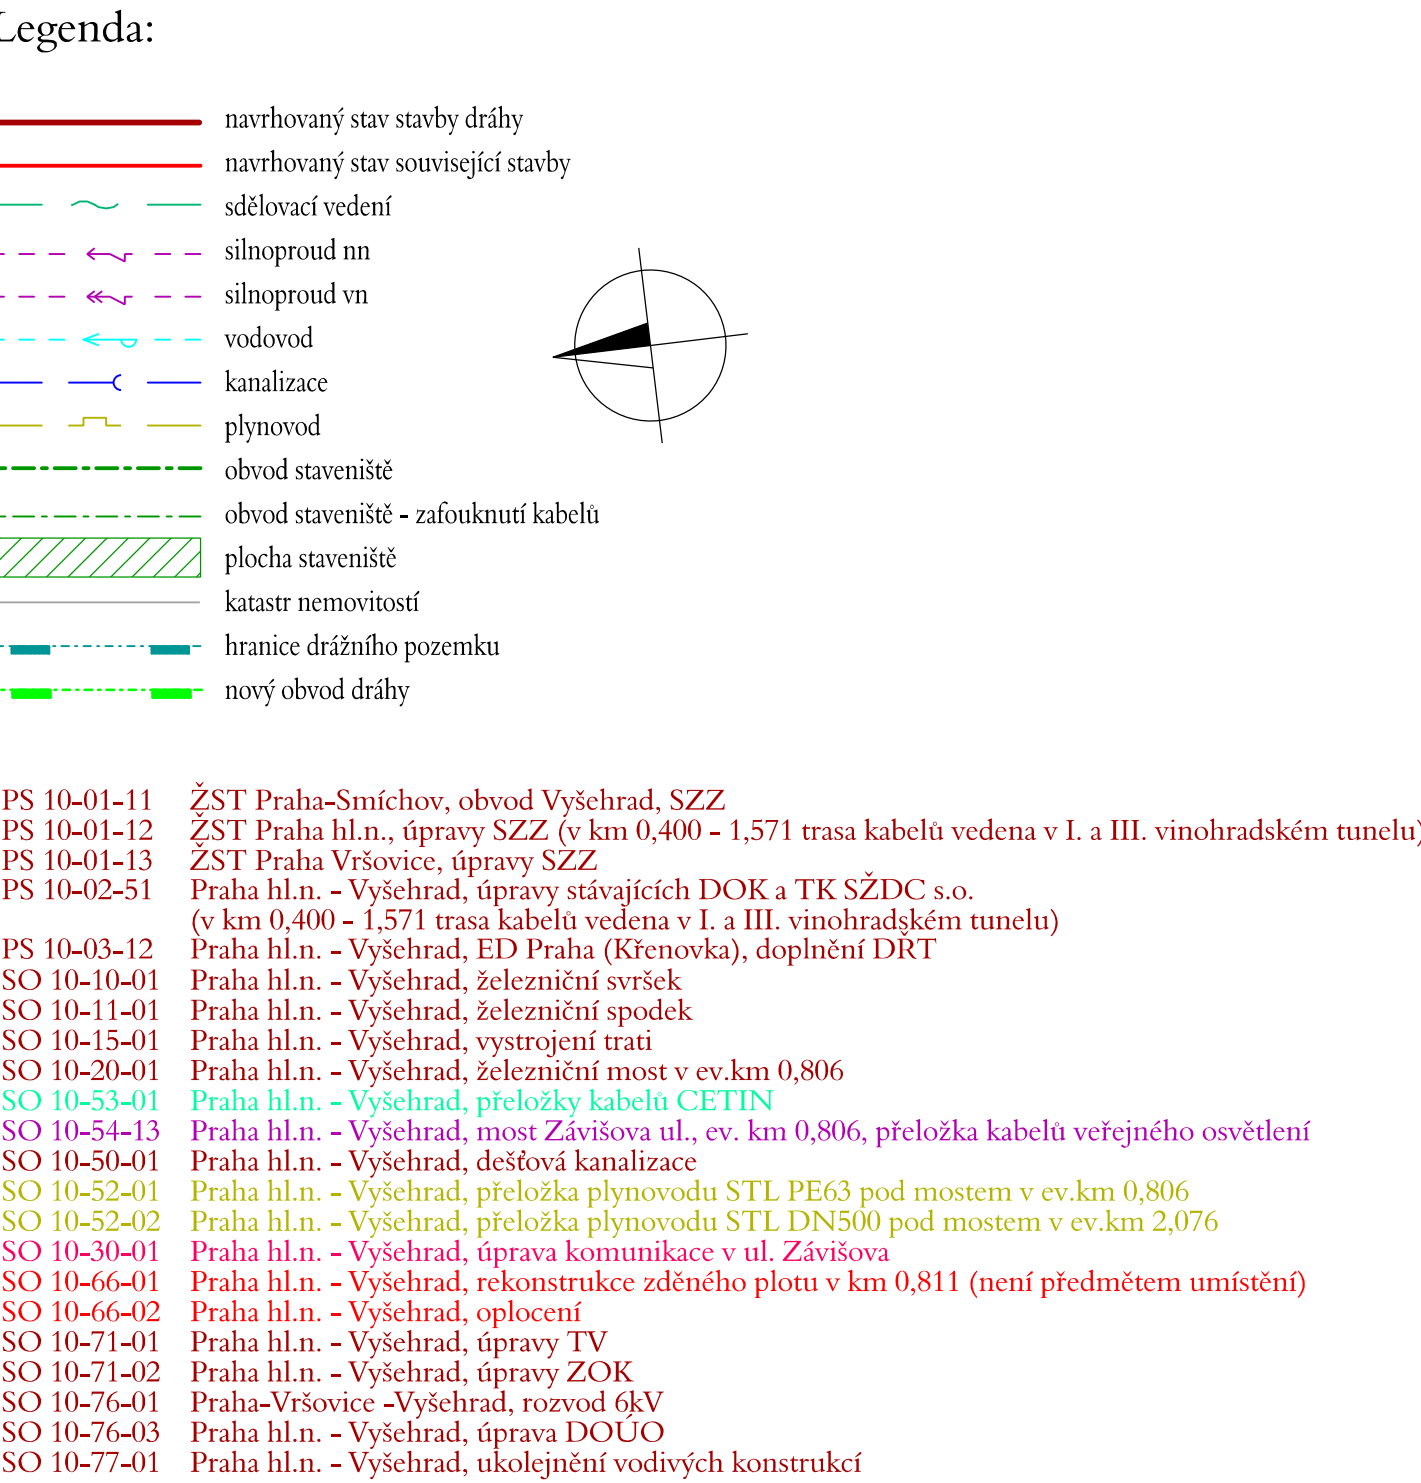 Legenda:
navrhovaný stav stavby dráhy
navrhovaný stav související stavby
sdělovací vedení
silnoproud nn
silnoproud vn
vodovod
kanalizace
plynovod
obvod staveniště
obvod staveniště - zafouknutí kabelů
plocha staveniště
katastr nemovitostí
hranice drážního pozemku
nový obvod dráhy
PS 10-01-11 ŽST Praha-Smíchov, obvod Vyšehrad, SZZ
PS 10-01-12 ŽST Praha hl.n., úpravy SZZ (v km 0,400 - 1,571 trasa kabelů vedena v I. a III. vinohradském tunelu)
PS 10-01-13 ŽST Praha Vršovice, úpravy SZZ
PS 10-02-51 Praha hl.n. - Vyšehrad, úpravy stávajících DOK a TK SŽDC s.o.
(v km 0,400 - 1,571 trasa kabelů vedena v I. a III. vinohradském tunelu)
PS 10-03-12 Praha hl.n. - Vyšehrad, ED Praha (Křenovka), doplnění DŘT
SO 10-10-01 Praha hl.n. - Vyšehrad, železniční svršek
SO 10-11-01 Praha hl.n. - Vyšehrad, železniční spodek
SO 10-15-01 Praha hl.n. - Vyšehrad, vystrojení trati
SO 10-20-01 Praha hl.n. - Vyšehrad, železniční most v ev.km 0,806
SO 10-53-01 Praha hl.n. - Vyšehrad, přeložky kabelů CETIN
SO 10-54-13 Praha hl.n. - Vyšehrad, most Závišova ul., ev. km 0,806, přeložka kabelů veřejného osvětlení
SO 10-50-01 Praha hl.n. - Vyšehrad, dešťová kanalizace
SO 10-52-01 Praha hl.n. - Vyšehrad, přeložka plynovodu STL PE63 pod mostem v ev.km 0,806
SO 10-52-02 Praha hl.n. - Vyšehrad, přeložka plynovodu STL DN500 pod mostem v ev.km 2,076
SO 10-30-01 Praha hl.n. - Vyšehrad, úprava komunikace v ul. Závišova
SO 10-66-01 Praha hl.n. - Vyšehrad, rekonstrukce zděného plotu v km 0,811 (není předmětem umístění)
SO 10-66-02 Praha hl.n. - Vyšehrad, oplocení
SO 10-71-01 Praha hl.n. - Vyšehrad, úpravy TV
SO 10-71-02 Praha hl.n. - Vyšehrad, úpravy ZOK
SO 10-76-01 Praha-Vršovice -Vyšehrad, rozvod 6kV
SO 10-76-03 Praha hl.n. - Vyšehrad, úprava DOÚO
SO 10-77-01 Praha hl.n. - Vyšehrad, ukolejnění vodivých konstrukcí